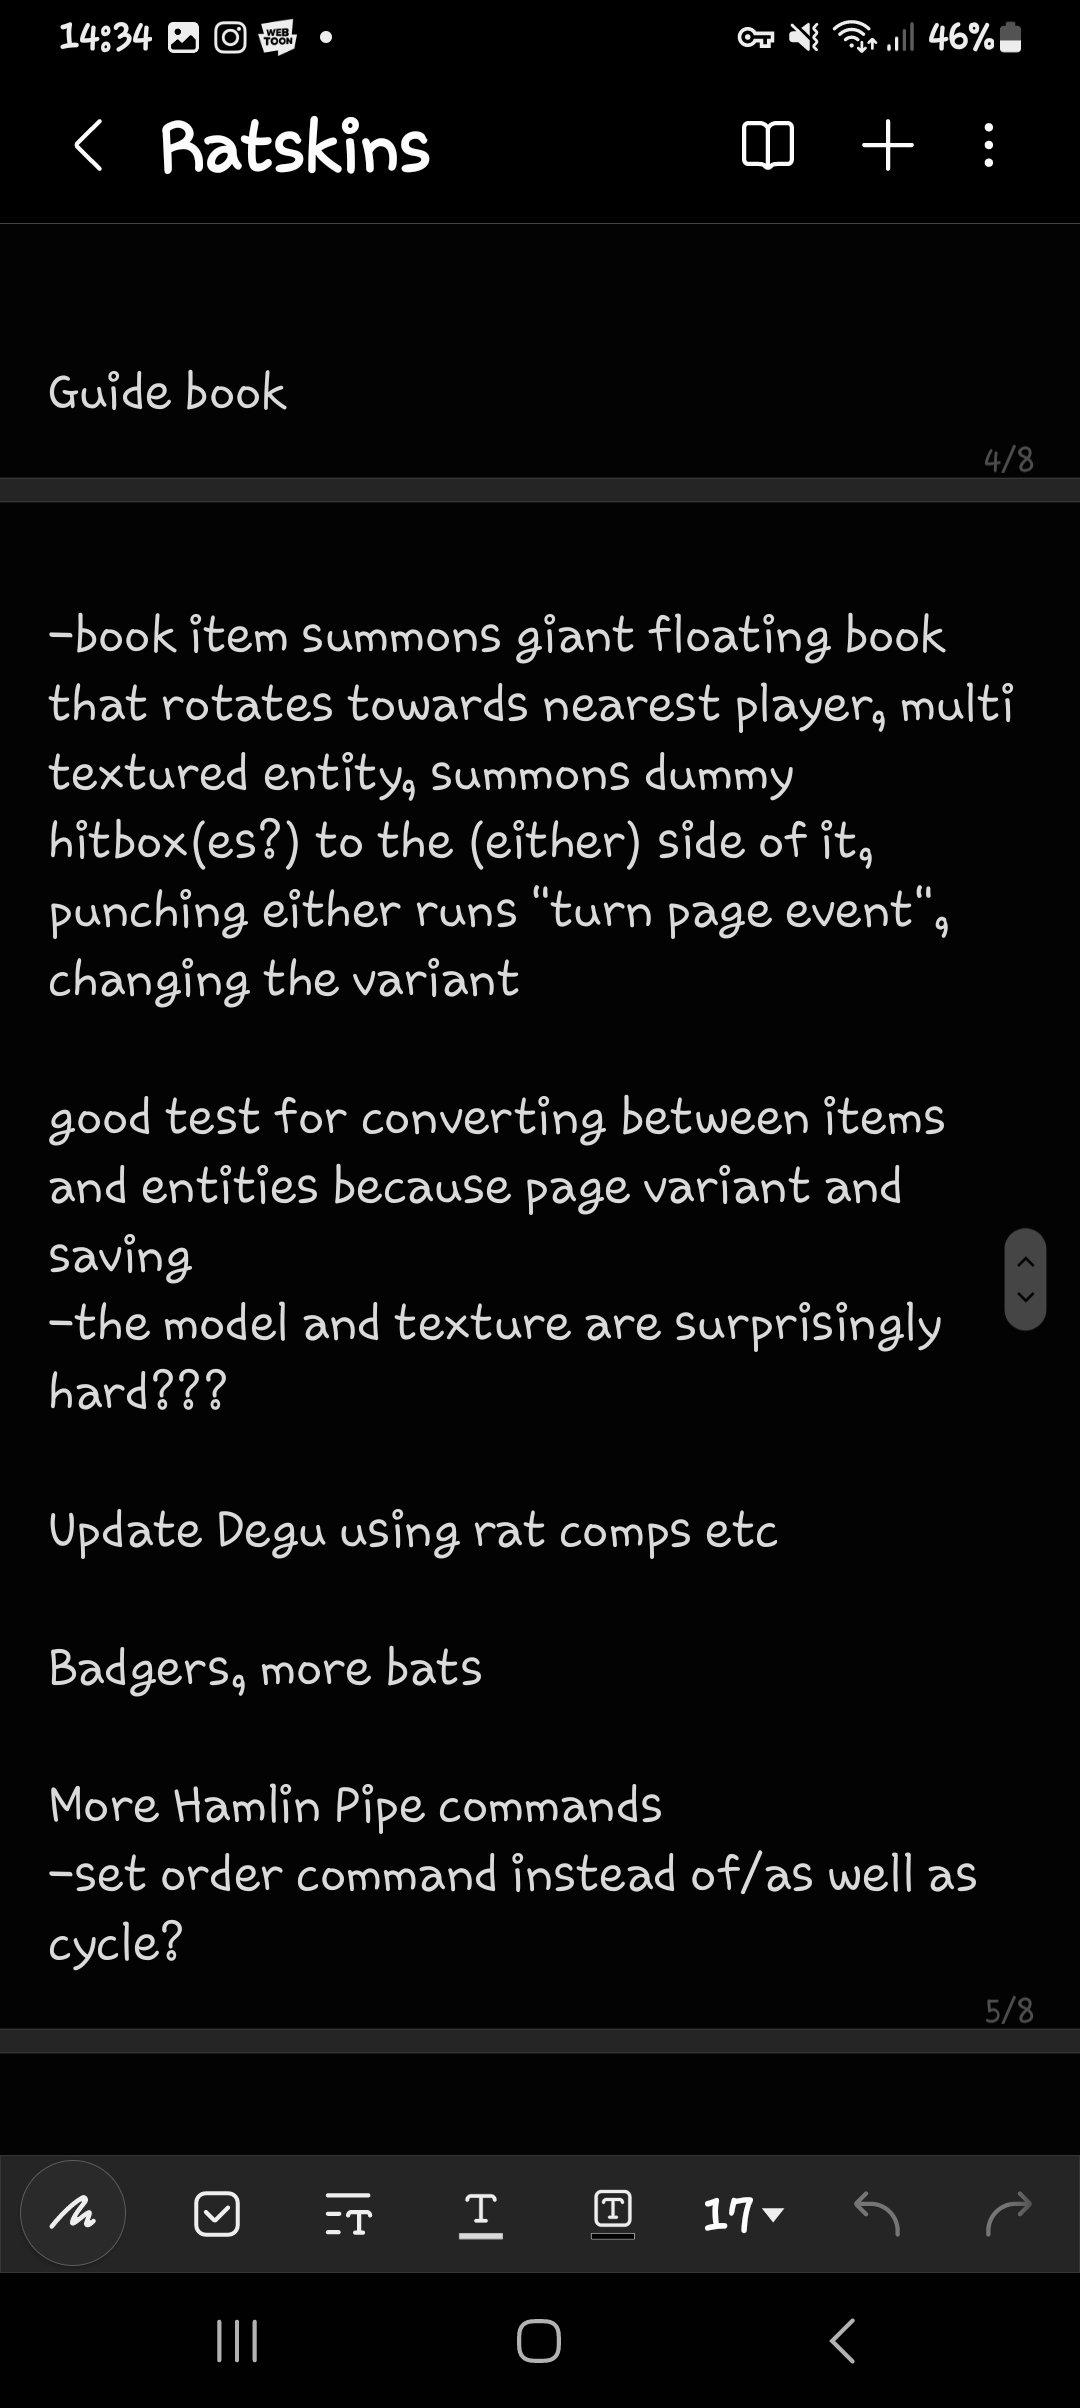 14:34
WEB
TOON
46%
Ratskins
Guide book
4/8
-book item summons giant floating book
that rotates towards nearest player, multi
textured entity, summons dummy
hitbox(es?) to the (either) side of it,
punching either runs "turn page event",
changing the variant
good test for converting between items
and entities because page variant and
saving
-the model and texture are surprisingly
hard???
Update Degu using rat comps etc
Badgers, more bats
More Hamlin Pipe commands
-set order command instead of/as well as
cycle?
5/8
T
T
T
17